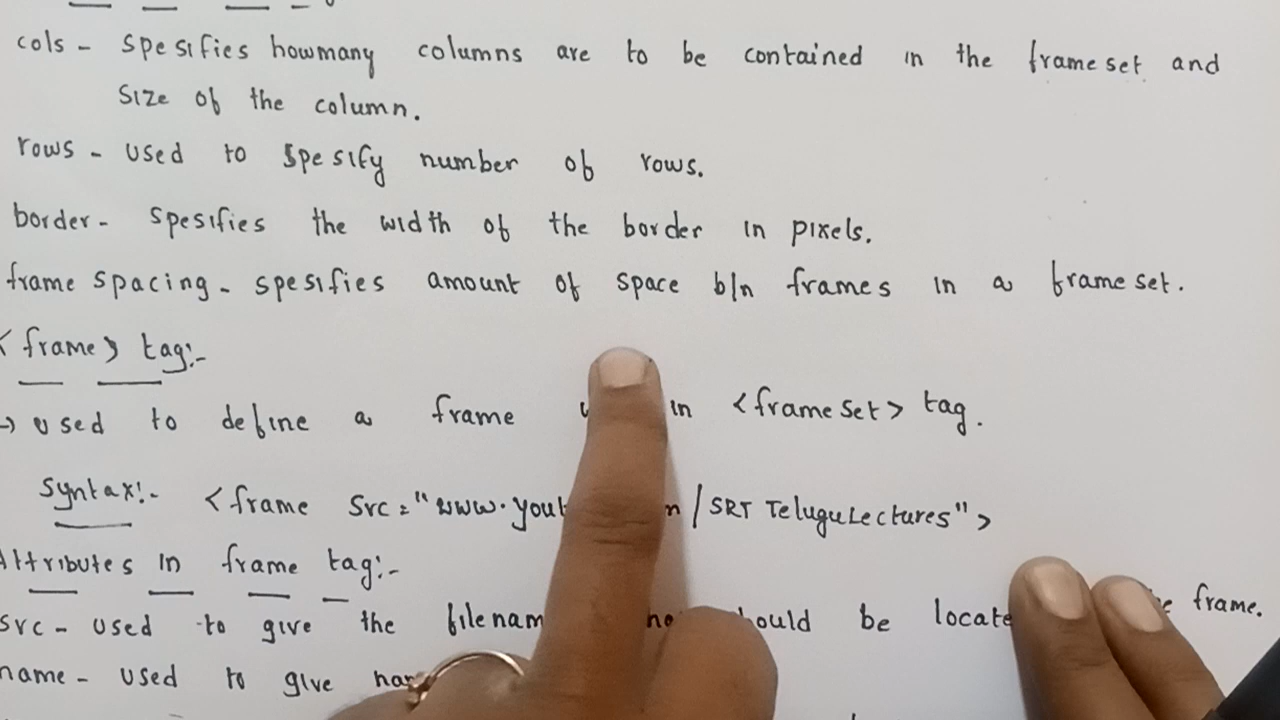 cols - spesifies howmany columns are to be contained in the frameset and
size of the column.
rows - used to spesify number of rows.
border - spesifies the width of the border in pixels.
frame spacing - spesifies amount of space b/n frames in a frameset.
<frame> tag:-
→ used to define a frame in <frameset> tag.
syntax:- <frame src="www.yout n/SRT TeluguLectures">
Attributes in frame tag:-
src - used to give the filenam ould be locate frame.
name - used to give